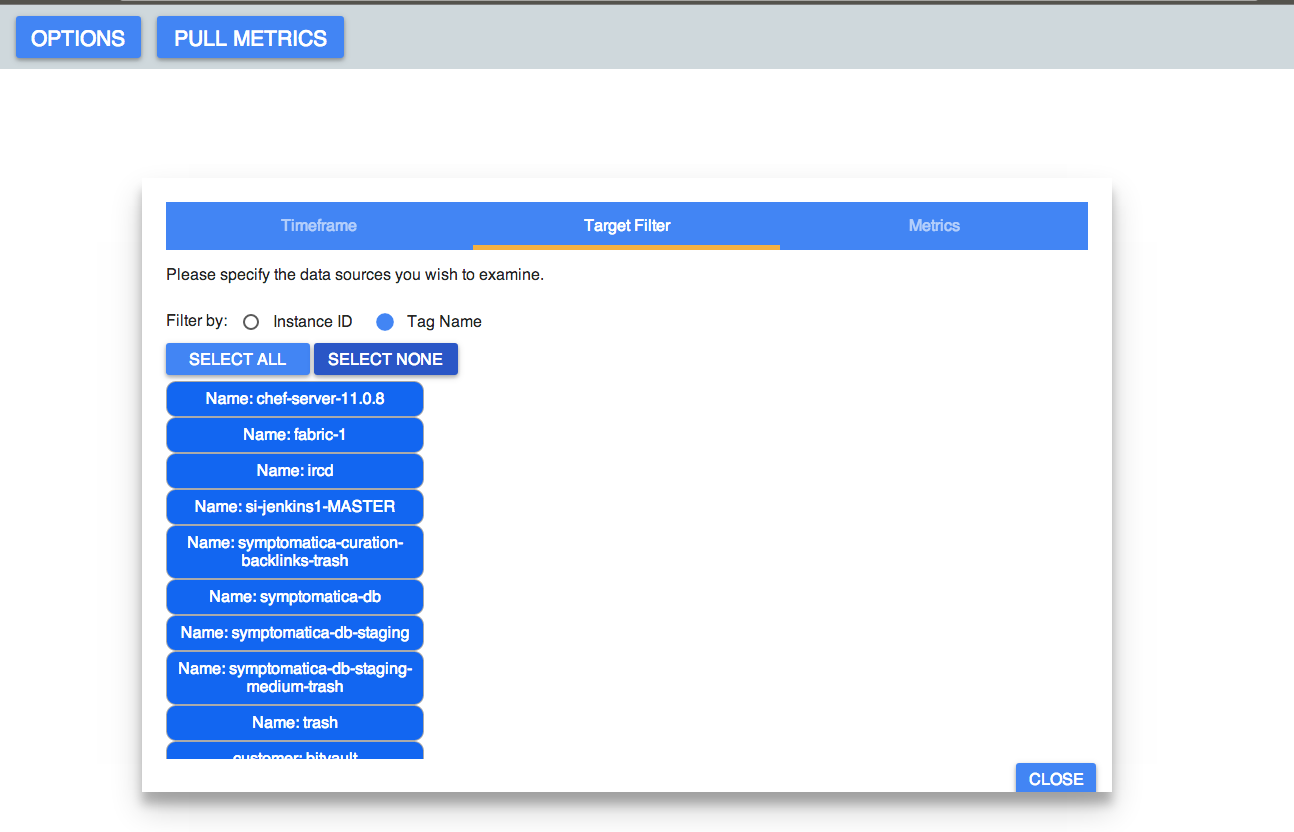 OPTIONS PULL METRICS
Timeframe Target Filter Metrics
Please specify the data sources you wish to examine.
Filter by: Instance ID Tag Name
SELECT ALL SELECT NONE
Name: chef-server-11.0.8
Name: fabric-1
Name: ircd
Name: si-jenkins1-MASTER
Name: symptomatica-curation-
backlinks-trash
Name: symptomatica-db
Name: symptomatica-db-staging
Name: symptomatica-db-staging-
medium-trash
Name: trash
customer: bitvault
CLOSE